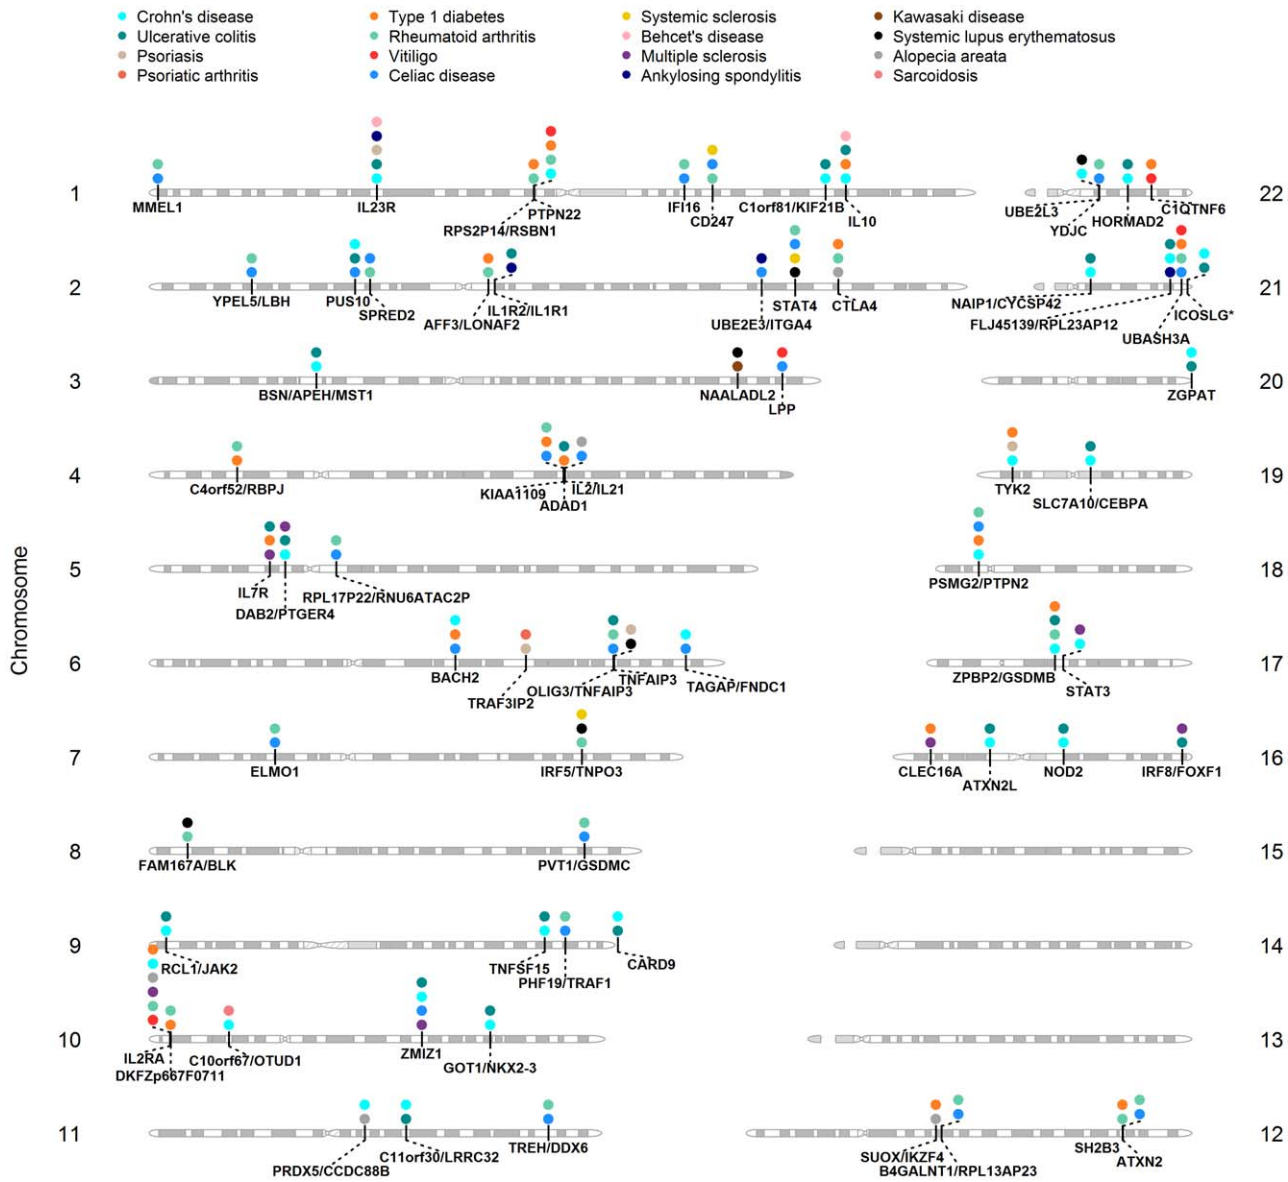 Crohn's disease
Type 1 diabetes
Systemic sclerosis
Kawasaki disease
Ulcerative colitis
Rheumatoid arthritis
Behcet's disease
Systemic lupus erythematosus
Psoriasis
Vitiligo
Multiple sclerosis
Alopecia areata
Psoriatic arthritis
Celiac disease
Ankylosing spondylitis
Sarcoidosis
Chromosome
1
MMEL1
IL23R
RPS2P14/RSBN1
PTPN22
IFI16
CD247
C1orf81/KIF21B
IL10
UBE2L3
YDJC
HORMAD2
C1QTNF6
22
2
YPEL5/LBH
PUS10
SPRED2
AFF3/LONAF2
IL1R2/IL1R1
UBE2E3/ITGA4
STAT4
CTLA4
NAIP1/CYCSP42
FLJ45139/RPL23AP12
UBASH3A
ICOSLG*
21
3
BSN/APEH/MST1
NAALADL2
LPP
ZGPAT
20
4
C4orf52/RBPJ
KIAA1109
ADAD1
IL2/IL21
TYK2
SLC7A10/CEBPA
19
5
IL7R
DAB2/PTGER4
RPL17P22/RNU6ATAC2P
PSMG2/PTPN2
18
6
BACH2
TRAF3IP2
OLIG3/TNFAIP3
TNFAIP3
TAGAP/FNDC1
ZPBP2/GSDMB
STAT3
17
7
ELMO1
IRF5/TNPO3
CLEC16A
ATXN2L
NOD2
IRF8/FOXF1
16
8
FAM167A/BLK
PVT1/GSDMC
15
9
RCL1/JAK2
TNFSF15
PHF19/TRAF1
CARD9
14
10
IL2RA
DKFZp667F0711
C10orf67/OTUD1
ZMIZ1
GOT1/NKX2-3
13
11
PRDX5/CCDC88B
C11orf30/LRRC32
TREH/DDX6
SUOX/IKZF4
B4GALNT1/RPL13AP23
SH2B3
ATXN2
12